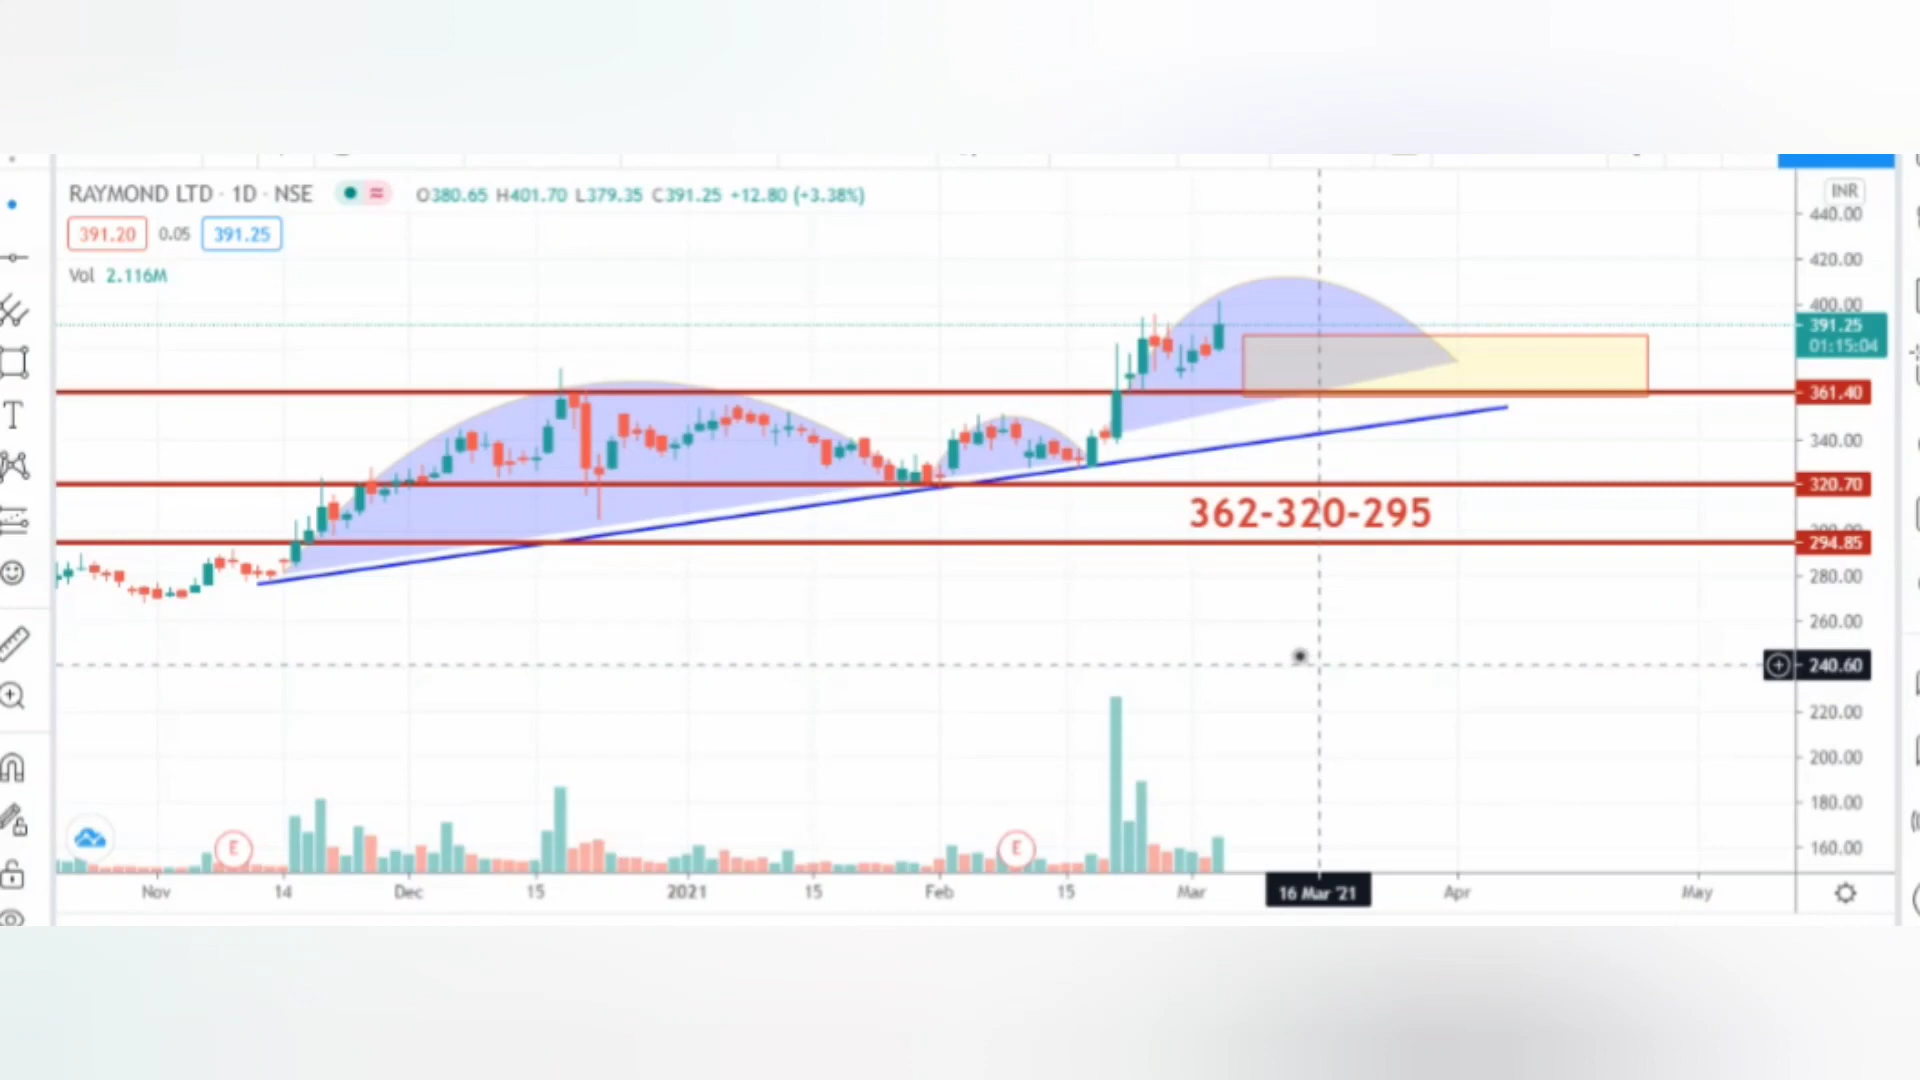 RAYMOND LTD · 1D · NSE O380.65 H401.70 L379.35 C391.25 +12.80 (+3.38%)
391.20 0.05 391.25
Vol 2.116M
INR
440.00
420.00
400.00
391.25
01:15:04
361.40
340.00
320.70
362-320-295
300.00
294.85
280.00
260.00
240.60
220.00
200.00
180.00
160.00
E E
T
Nov 14 Dec 15 2021 15 Feb 15 Mar 16 Mar '21 Apr May